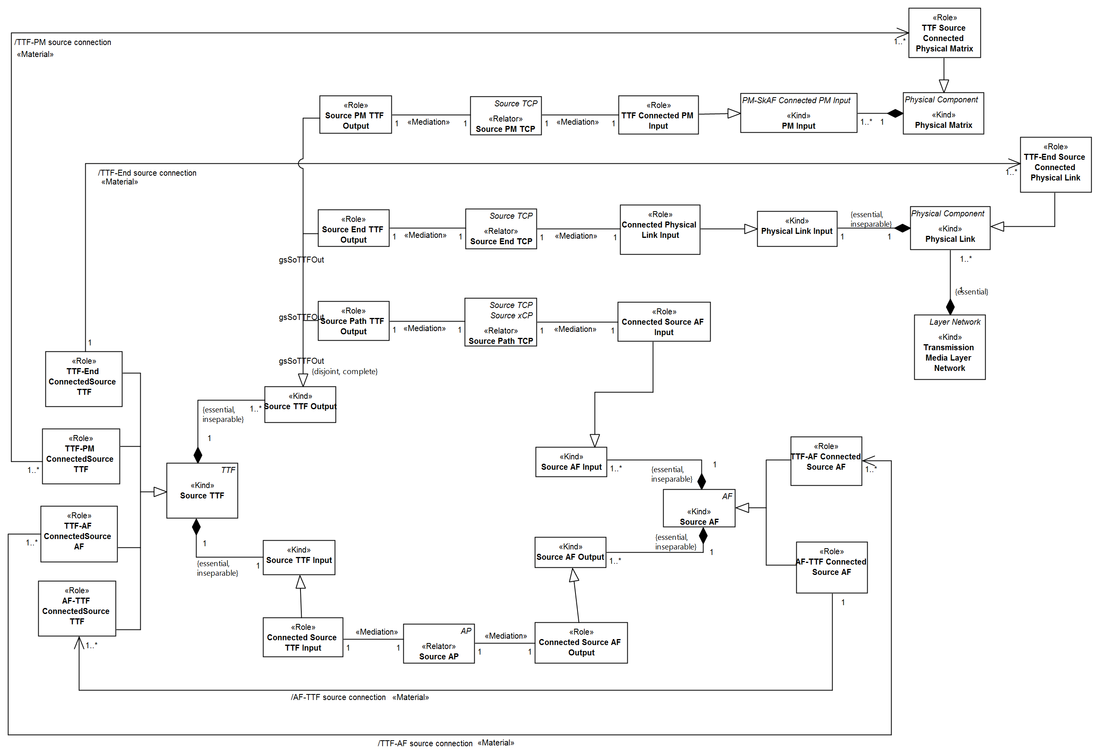 «Role»
TTF Source
Connected
Physical Matrix
1..*
/TTF-PM source connection
«Material»
«Role»
Source PM TTF
Output
1
«Mediation»
1
Source TCP
«Relator»
Source PM TCP
1
«Mediation»
1
«Role»
TTF Connected PM
Input
PM-SkAF Connected PM Input
«Kind»
PM Input
1..*
1
Physical Component
«Kind»
Physical Matrix
«Role»
TTF-End Source
Connected
Physical Link
1..*
/TTF-End source connection
«Material»
«Role»
Source End TTF
Output
1
«Mediation»
1
Source TCP
«Relator»
Source End TCP
1
«Mediation»
1
«Role»
Connected Physical
Link Input
«Kind»
Physical Link Input
{essential,
inseparable}
1
1
Physical Component
«Kind»
Physical Link
1..*
1
{essential}
gsSoTTFOut
gsSoTTFOut
gsSoTTFOut
{disjoint, complete}
«Role»
Source Path TTF
Output
1
«Mediation»
1
Source TCP
Source xCP
«Relator»
Source Path TCP
1
«Mediation»
1
«Role»
Connected Source AF
Input
Layer Network
«Kind»
Transmission
Media Layer
Network
1
«Role»
TTF-End
ConnectedSource
TTF
«Kind»
Source TTF Output
{essential,
inseparable}
1..*
1
«Role»
TTF-PM
ConnectedSource
TTF
1..*
TTF
«Kind»
Source TTF
«Kind»
Source AF Input
1..*
{essential,
inseparable}
1
«Role»
TTF-AF Connected
Source AF
1..*
AF
«Kind»
Source AF
«Role»
TTF-AF
ConnectedSource
AF
1..*
1
{essential,
inseparable}
1
«Kind»
Source TTF Input
«Kind»
Source AF Output
1..*
{essential,
inseparable}
1
«Role»
AF-TTF Connected
Source AF
1
«Role»
AF-TTF
ConnectedSource
TTF
1..*
«Role»
Connected Source
TTF Input
1
«Mediation»
1
AP
«Relator»
Source AP
1
«Mediation»
1
«Role»
Connected Source AF
Output
/AF-TTF source connection «Material»
/TTF-AF source connection «Material»